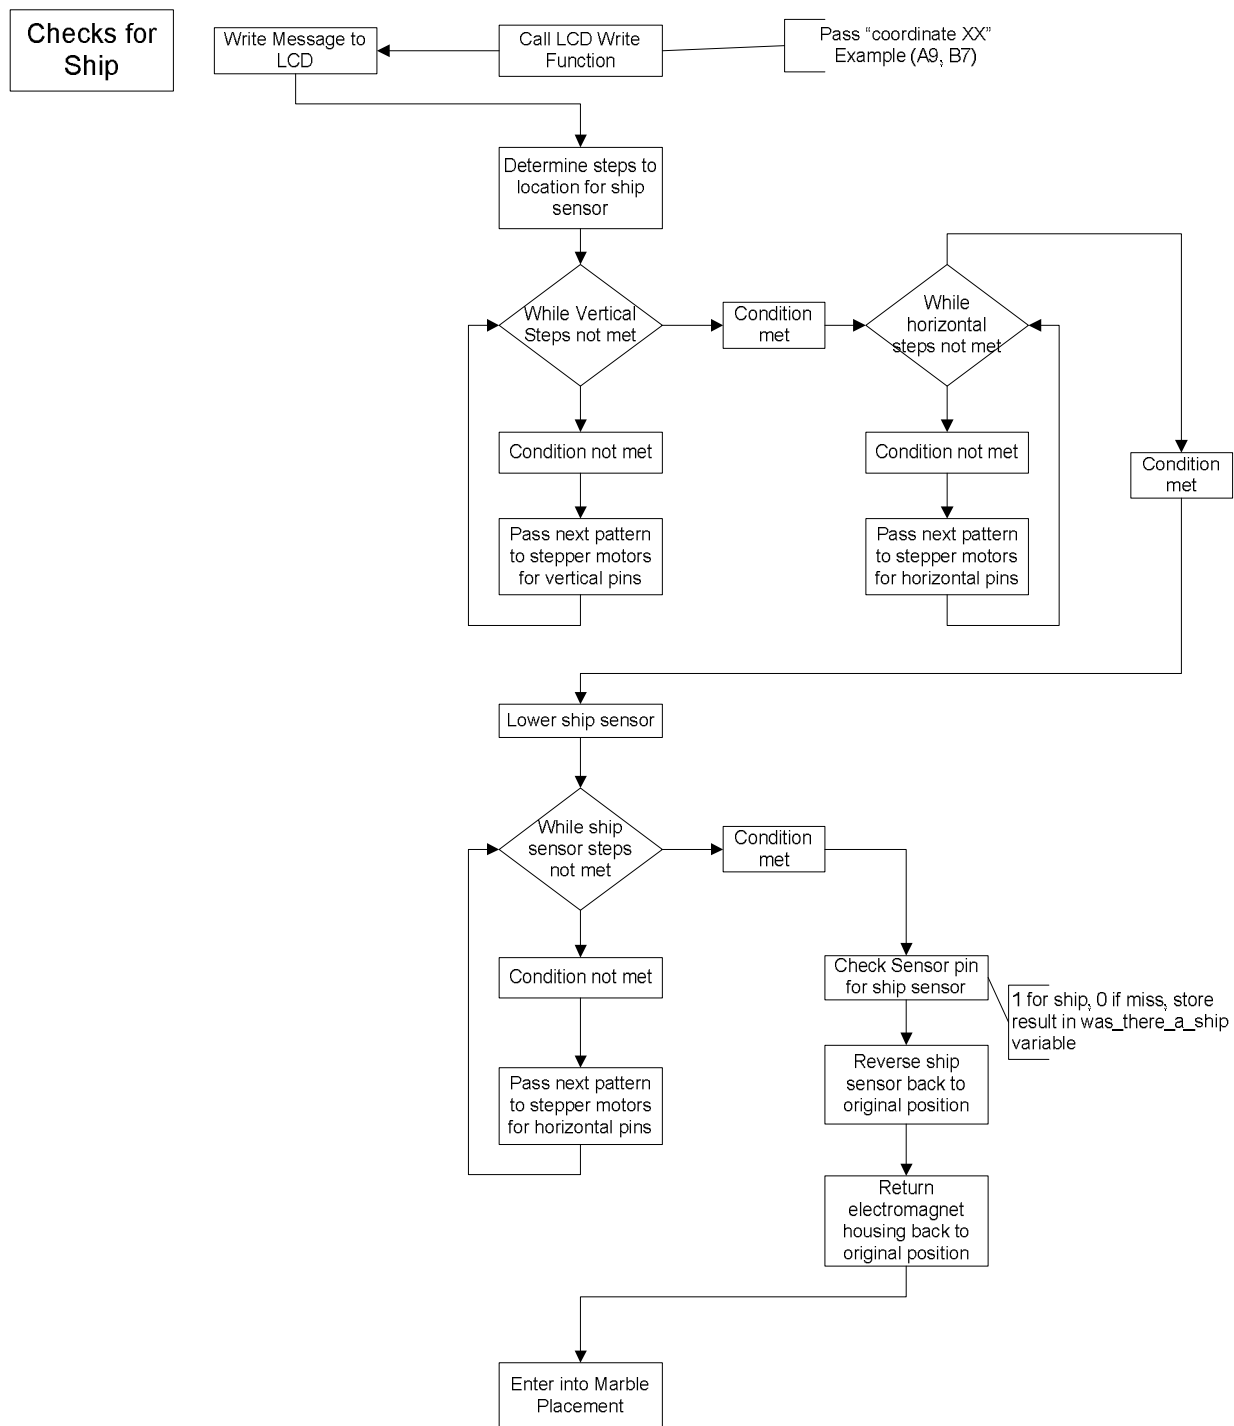 Checks for
Ship
Write Message to
LCD
Call LCD Write
Function
Pass “coordinate XX”
Example (A9, B7)
Determine steps to
location for ship
sensor
While Vertical
Steps not met
Condition
met
While
horizontal
steps not met
Condition not met
Condition not met
Condition
met
Pass next pattern
to stepper motors
for vertical pins
Pass next pattern
to stepper motors
for horizontal pins
Lower ship sensor
While ship
sensor steps
not met
Condition
met
Condition not met
Check Sensor pin
for ship sensor
1 for ship, 0 if miss, store
result in was_there_a_ship
variable
Pass next pattern
to stepper motors
for horizontal pins
Reverse ship
sensor back to
original position
Return
electromagnet
housing back to
original position
Enter into Marble
Placement